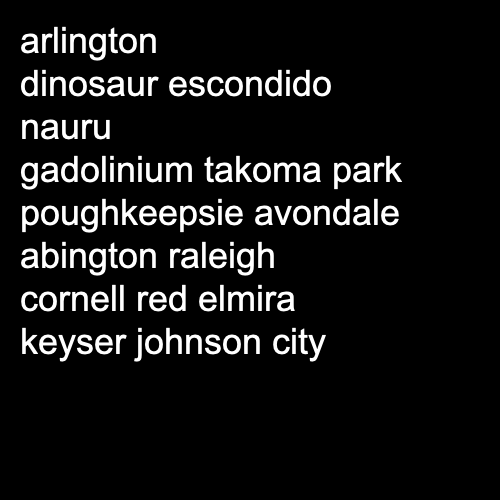 arlington
dinosaur escondido
nauru
gadolinium takoma park
poughkeepsie avondale
abington raleigh
cornell red elmira
keyser johnson city